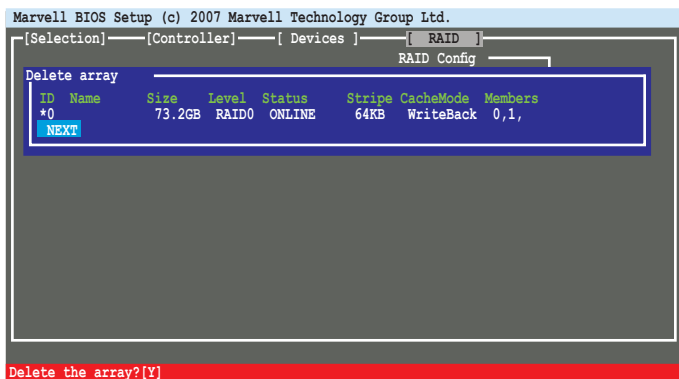 Marvell BIOS Setup (c) 2007 Marvell Technology Group Ltd.
[Selection] [Controller] [ Devices ] [ RAID ]
RAID Config
Delete array
ID Name Size Level Status Stripe CacheMode Members
*0 73.2GB RAID0 ONLINE 64KB WriteBack 0,1,
NEXT
Delete the array?[Y]